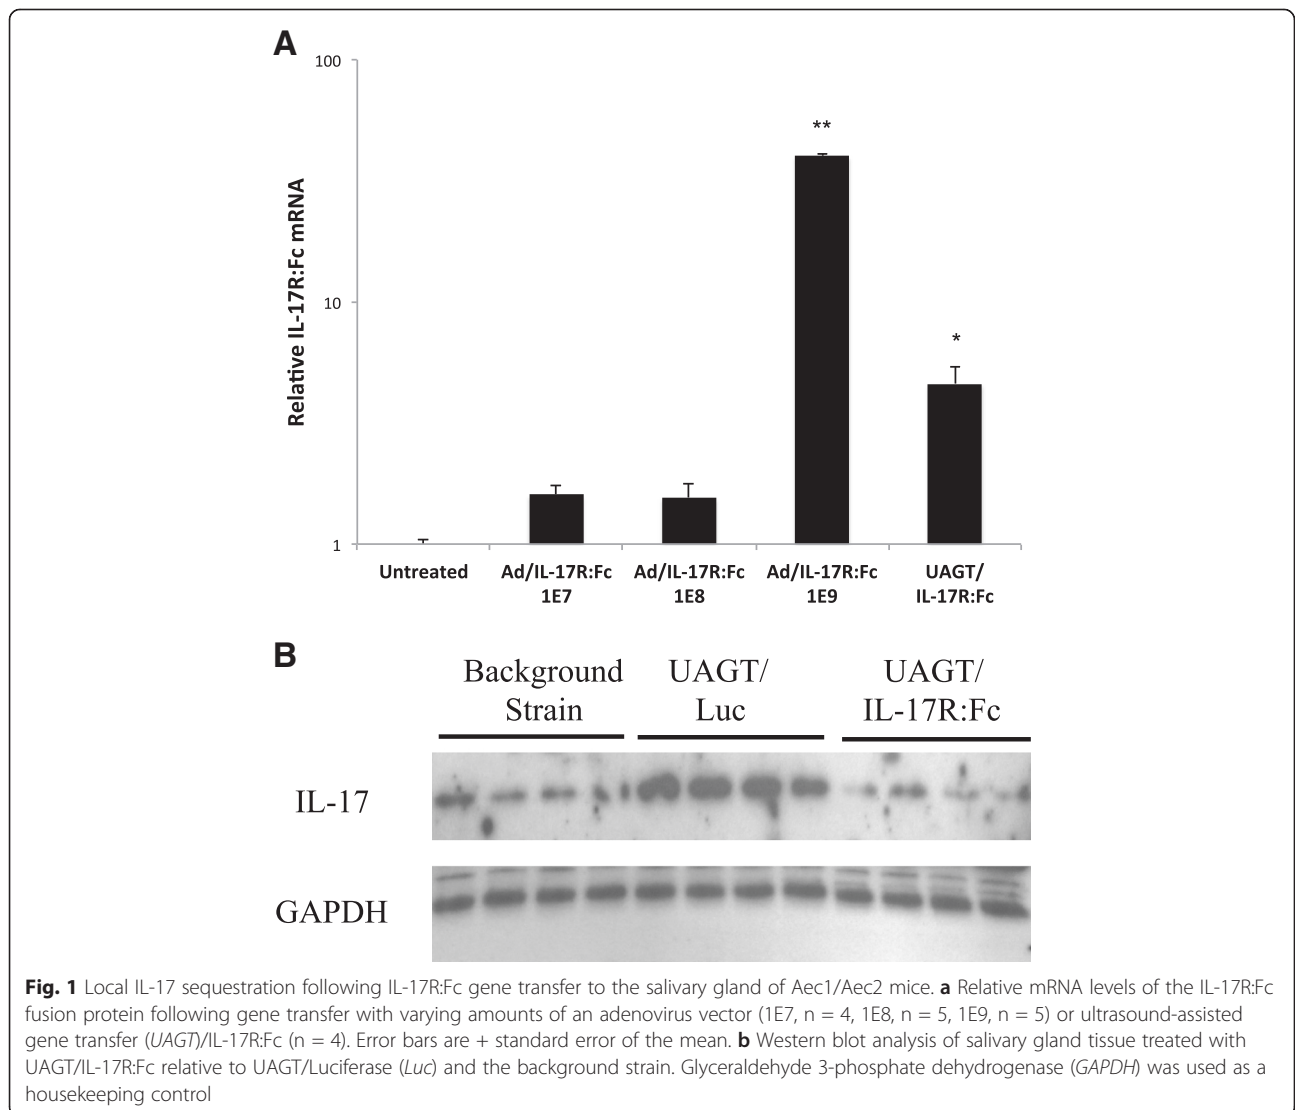 A
100
10
1
Relative IL-17R:Fc mRNA
**
*
Untreated
Ad/IL-17R:Fc
1E7
Ad/IL-17R:Fc
1E8
Ad/IL-17R:Fc
1E9
UAGT/
IL-17R:Fc
B
Background
Strain
UAGT/
Luc
UAGT/
IL-17R:Fc
IL-17
GAPDH
Fig. 1 Local IL-17 sequestration following IL-17R:Fc gene transfer to the salivary gland of Aec1/Aec2 mice. a Relative mRNA levels of the IL-17R:Fc
fusion protein following gene transfer with varying amounts of an adenovirus vector (1E7, n = 4, 1E8, n = 5, 1E9, n = 5) or ultrasound-assisted
gene transfer (UAGT)/IL-17R:Fc (n = 4). Error bars are + standard error of the mean. b Western blot analysis of salivary gland tissue treated with
UAGT/IL-17R:Fc relative to UAGT/Luciferase (Luc) and the background strain. Glyceraldehyde 3-phosphate dehydrogenase (GAPDH) was used as a
housekeeping control